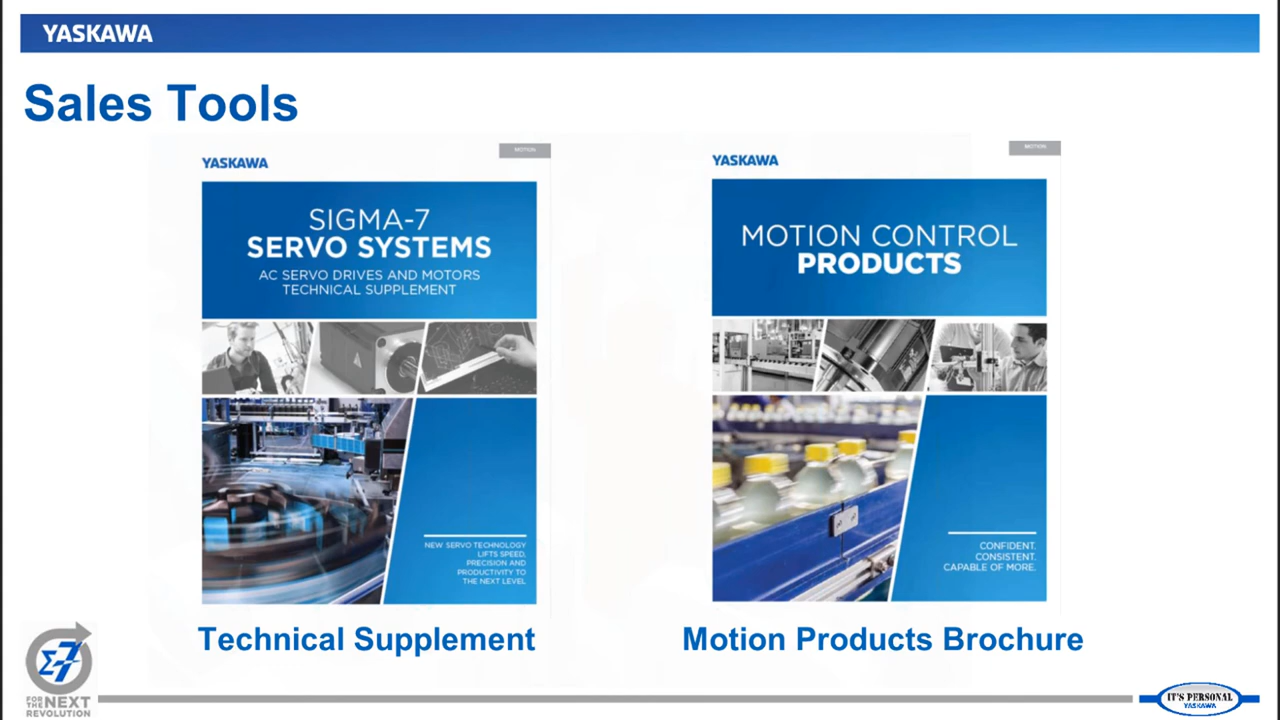 YASKAWA
Sales Tools
MOTION
YASKAWA
SIGMA-7
SERVO SYSTEMS
AC SERVO DRIVES AND MOTORS
TECHNICAL SUPPLEMENT
NEW SERVO TECHNOLOGY
LIFTS SPEED,
PRECISION AND
PRODUCTIVITY TO
THE NEXT LEVEL
Technical Supplement
MOTION
YASKAWA
MOTION CONTROL
PRODUCTS
CONFIDENT.
CONSISTENT.
CAPABLE OF MORE.
Motion Products Brochure
Σ7
FOR THE NEXT
REVOLUTION
IT'S PERSONAL
YASKAWA